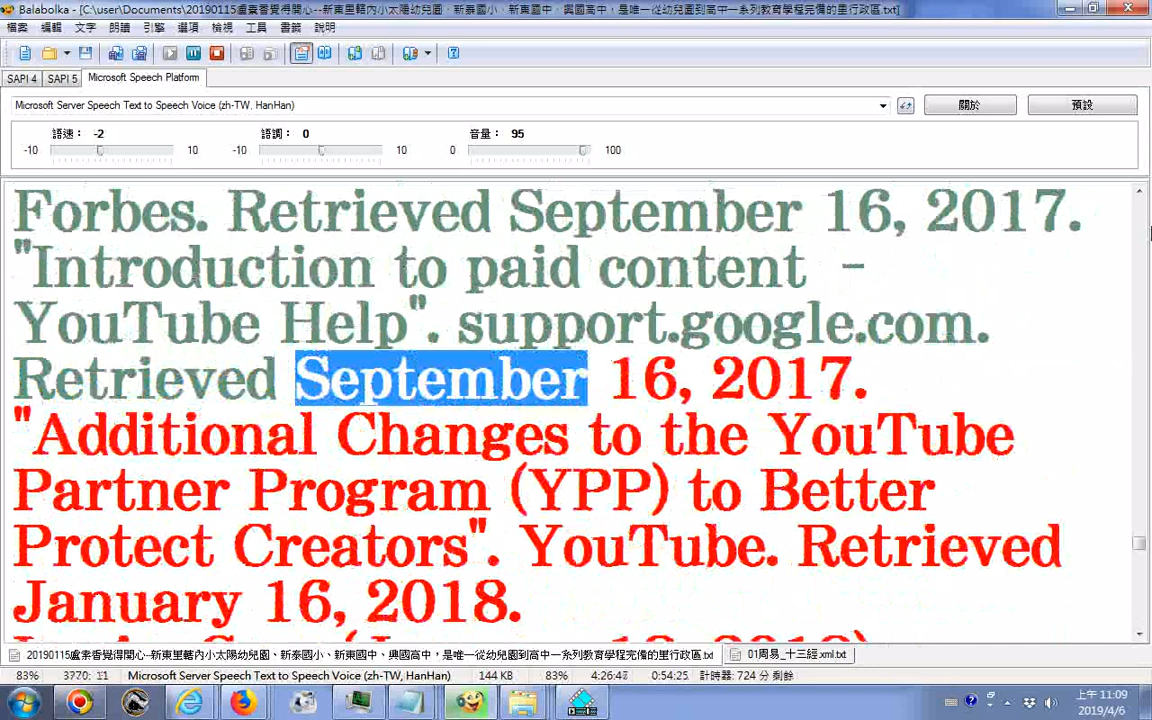 Balabolka - [C:\user\Documents\20190115盧素香覺得開心--新東里轄內小太陽幼兒園、新泰國小、新東國中、興國高中，是唯一從幼兒園到高中一系列教育學程完備的里行政區.txt]
檔案 編輯 文字 朗讀 引擎 選項 檢視 工具 書籤 說明
SAPI 4 SAPI 5 Microsoft Speech Platform
Microsoft Server Speech Text to Speech Voice (zh-TW, HanHan) 關於 預設
語速： -2 語調： 0 音量： 95
-10 10 -10 10 0 100
Forbes. Retrieved September 16, 2017.
"Introduction to paid content -
YouTube Help". support.google.com.
Retrieved September 16, 2017.
"Additional Changes to the YouTube
Partner Program (YPP) to Better
Protect Creators". YouTube. Retrieved
January 16, 2018.
20190115盧素香覺得開心--新東里轄內小太陽幼兒園、新泰國小、新東國中、興國高中，是唯一從幼兒園到高中一系列教育學程完備的里行政區.txt 01周易_十三經.xml.txt
83% 3770: 11 Microsoft Server Speech Text to Speech Voice (zh-TW, HanHan) 144 KB 83% 4:26:47 0:54:25 計時器: 724 分 剩餘
上午 11:09
2019/4/6